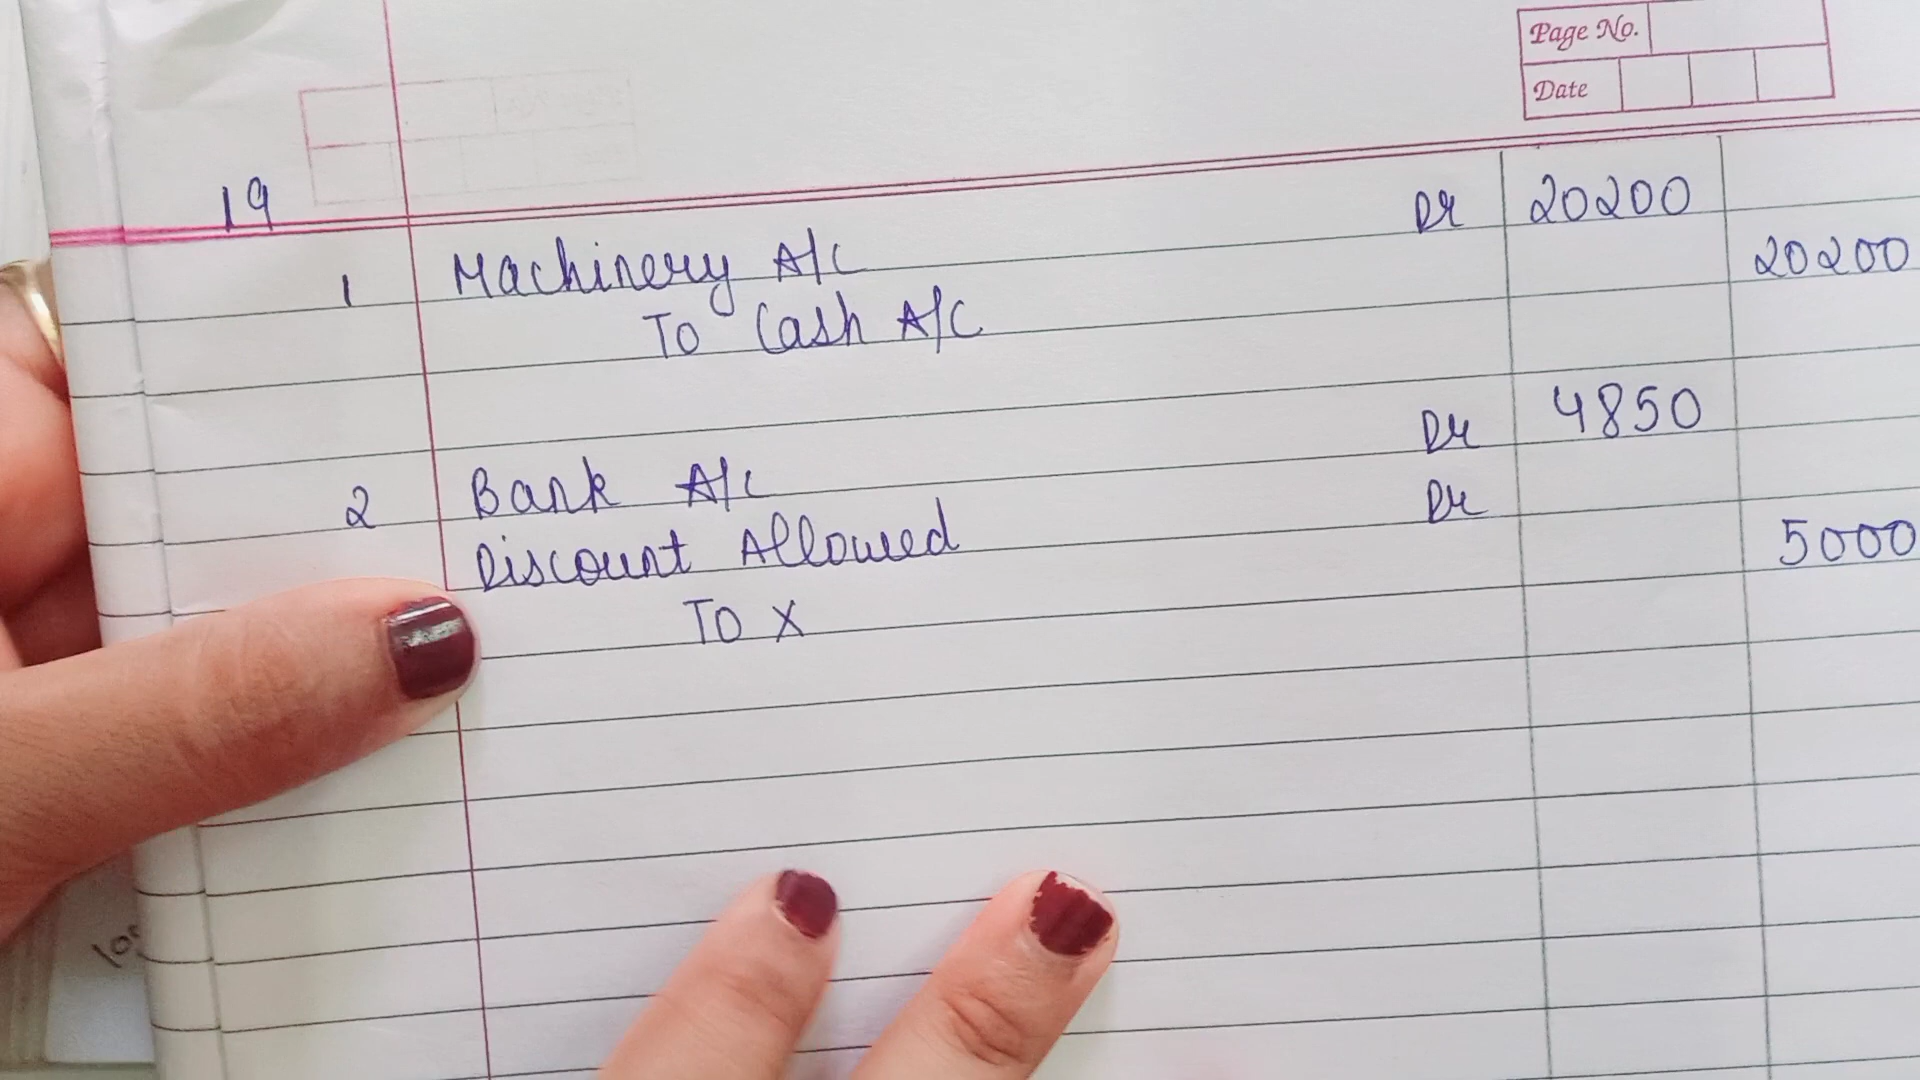 Page No.
Date
19
1 Machinery A/C Dr 20200
To Cash A/C 20200
2 Bank A/C Dr 4850
Discount Allowed Dr
To X 5000